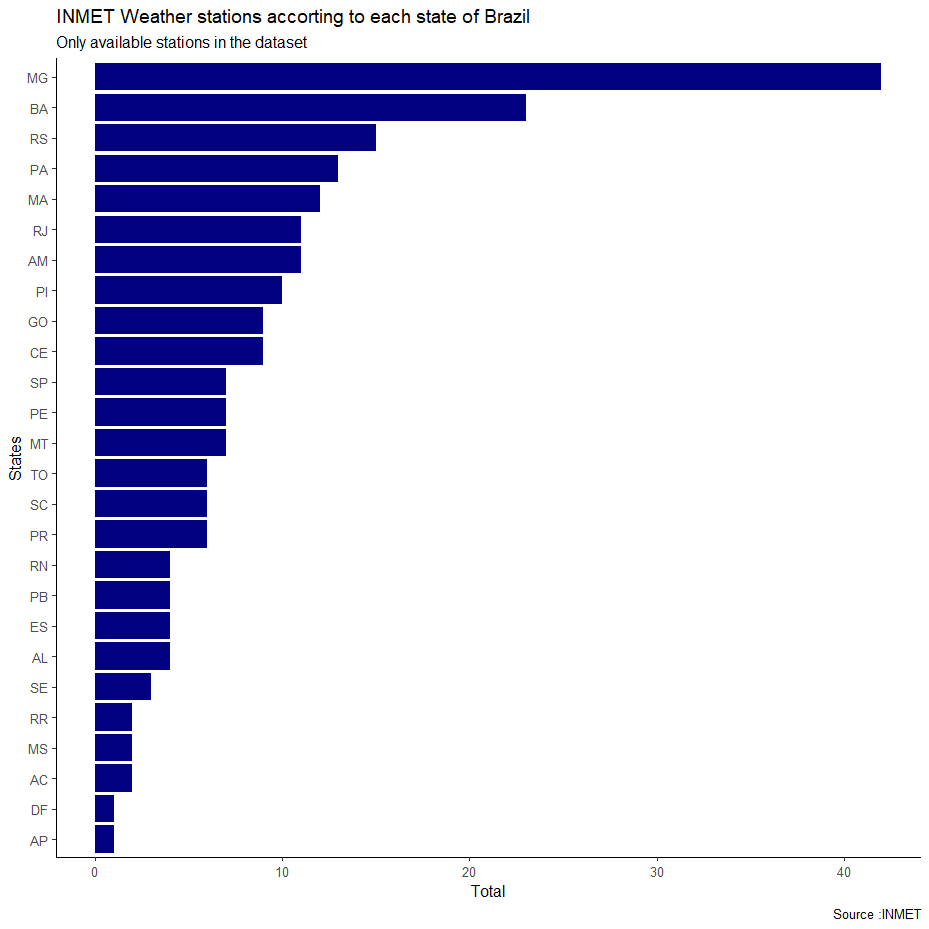 INMET Weather stations accorting to each state of Brazil
Only available stations in the dataset
MG
BA
RS
PA
MA
RJ
AM
PI
GO
CE
SP
PE
MT
TO
SC
PR
RN
PB
ES
AL
SE
RR
MS
AC
DF
AP
States
0 10 20 30 40
Total
Source :INMET